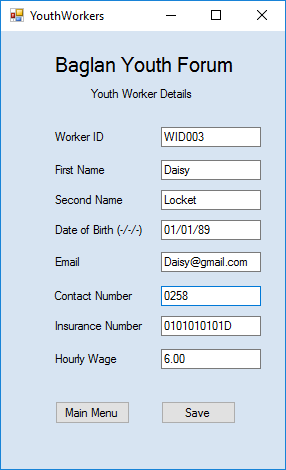 YouthWorkers
Baglan Youth Forum
Youth Worker Details
Worker ID WID003
First Name Daisy
Second Name Locket
Date of Birth (-/-/-) 01/01/89
Email Daisy@gmail.com
Contact Number 0258
Insurance Number 0101010101D
Hourly Wage 6.00
Main Menu Save